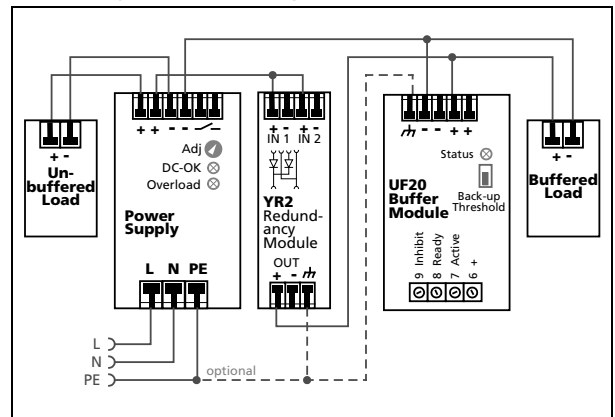 + -
Un-
buffered
Load
+ + - -
Adj
DC-OK
Overload
Power
Supply
L N PE
+ - + -
IN 1 IN 2
YR2
Redund-
ancy
Module
OUT
+ -
- - + +
Status
UF20
Buffer
Module
Back-up
Threshold
9 Inhibit
8 Ready
7 Active
6 +
+ -
Buffered
Load
L
N
PE
optional